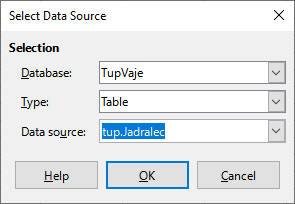 Select Data Source
Selection
Database: TupVaje
Type: Table
Data source: tup.Jadralec
Help OK Cancel